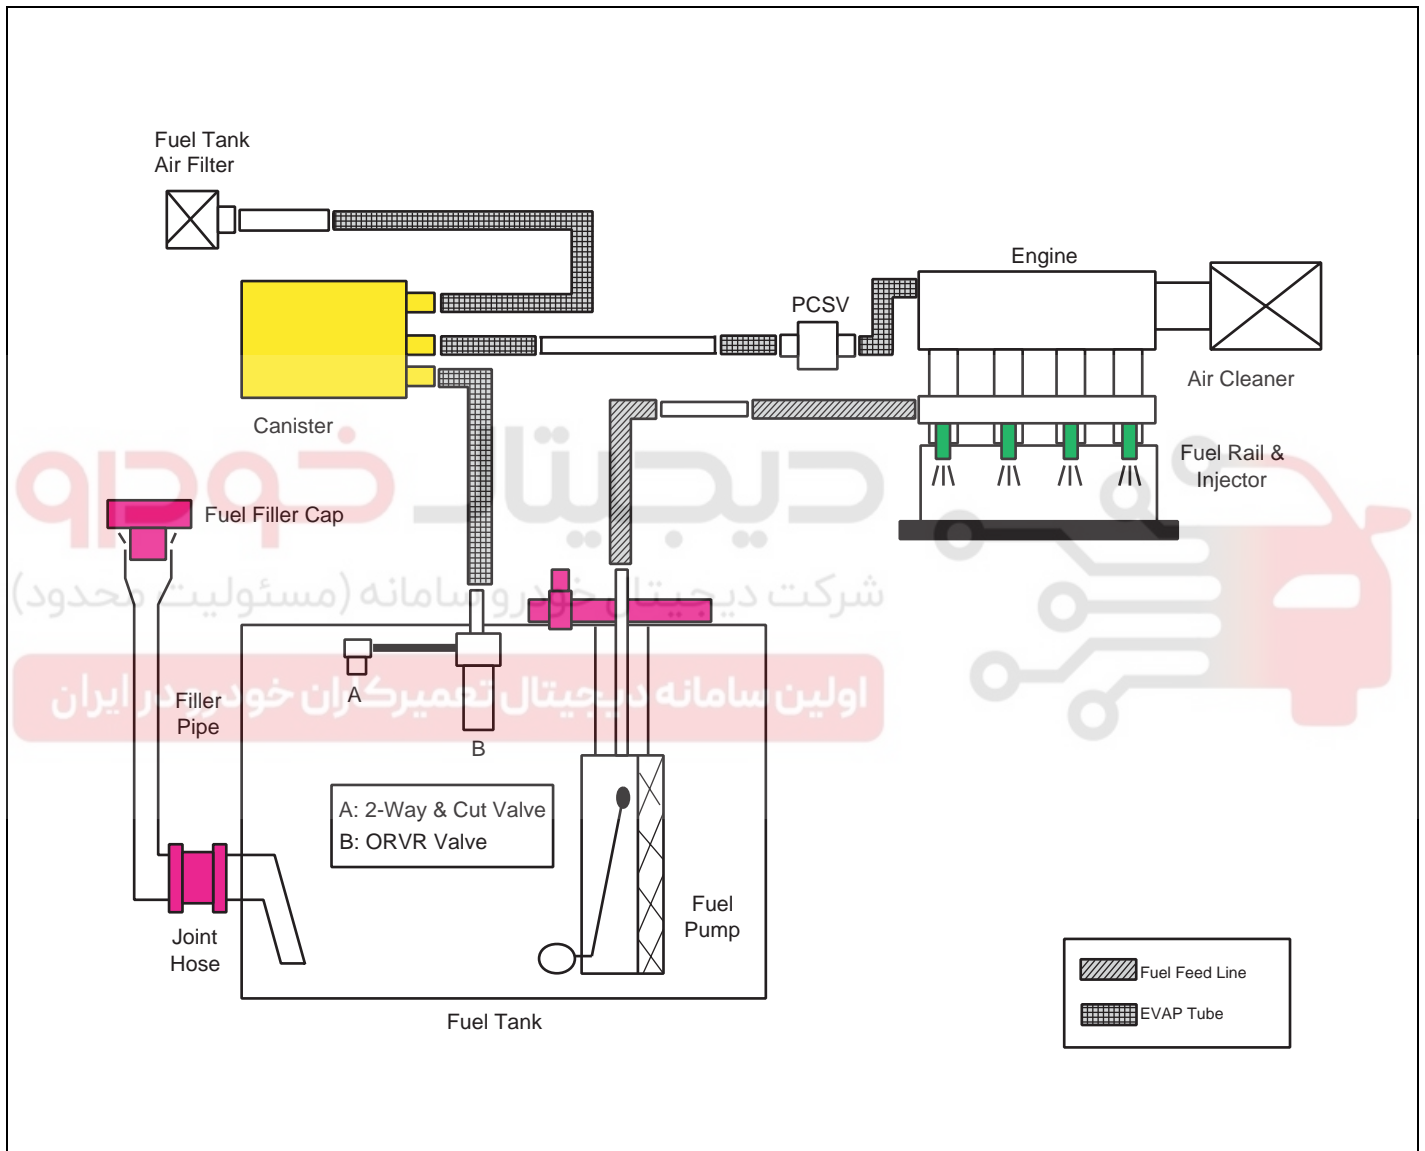 Fuel Tank
Air Filter
Engine
PCSV
Air Cleaner
Canister
Fuel Rail &
Injector
دیجیتال خودرو
Fuel Filler Cap
شرکت دیجیتال خودرو سامانه (مسئولیت محدود)
اولین سامانه دیجیتال تعمیرکاران خودرو در ایران
A
Filler
Pipe
B
A: 2-Way & Cut Valve
B: ORVR Valve
Fuel
Pump
Joint
Hose
Fuel Tank
Fuel Feed Line
EVAP Tube